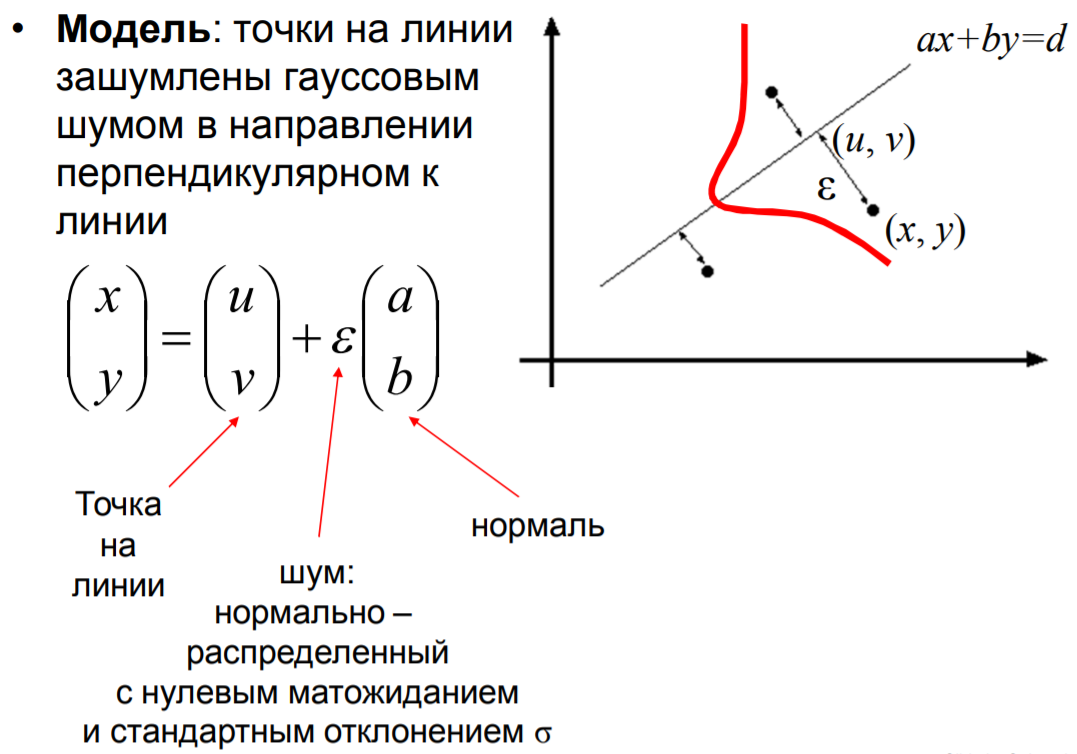 • Модель: точки на линии
зашумлены гауссовым
шумом в направлении
перпендикулярном к
линии
ax+by=d
(u, v)
ε
(x, y)
(x y) = (u v) + ε (a b)
Точка
на
линии
нормаль
шум:
нормально –
распределенный
с нулевым матожиданием
и стандартным отклонением σ